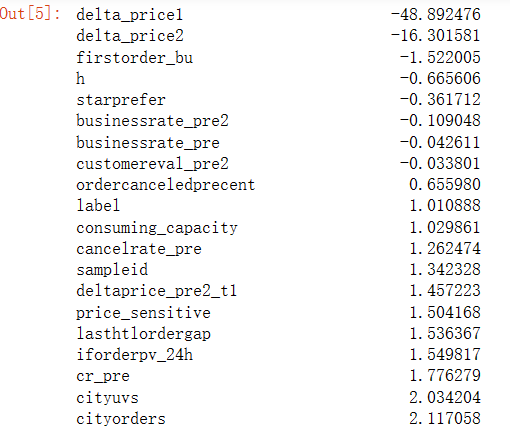 Out[5]: delta_price1 -48.892476
delta_price2 -16.301581
firstorder_bu -1.522005
h -0.665606
starprefer -0.361712
businessrate_pre2 -0.109048
businessrate_pre -0.042611
customereval_pre2 -0.033801
ordercanceledprecent 0.655980
label 1.010888
consuming_capacity 1.029861
cancelrate_pre 1.262474
sampleid 1.342328
deltaprice_pre2_t1 1.457223
price_sensitive 1.504168
lasthtlordergap 1.536367
iforderpv_24h 1.549817
cr_pre 1.776279
cityuvs 2.034204
cityorders 2.117058